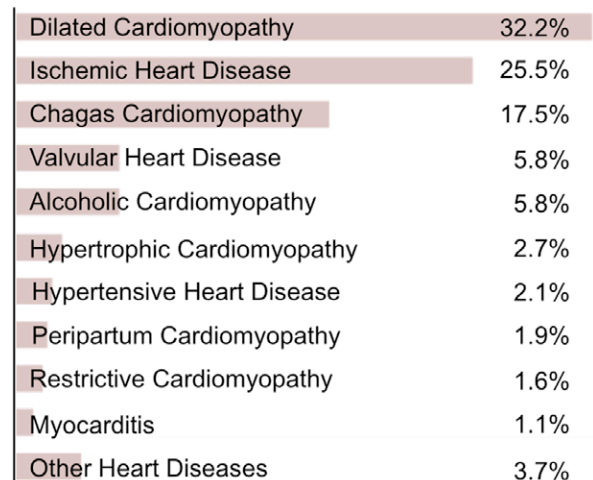 Dilated Cardiomyopathy 32.2%
Ischemic Heart Disease 25.5%
Chagas Cardiomyopathy 17.5%
Valvular Heart Disease 5.8%
Alcoholic Cardiomyopathy 5.8%
Hypertrophic Cardiomyopathy 2.7%
Hypertensive Heart Disease 2.1%
Peripartum Cardiomyopathy 1.9%
Restrictive Cardiomyopathy 1.6%
Myocarditis 1.1%
Other Heart Diseases 3.7%